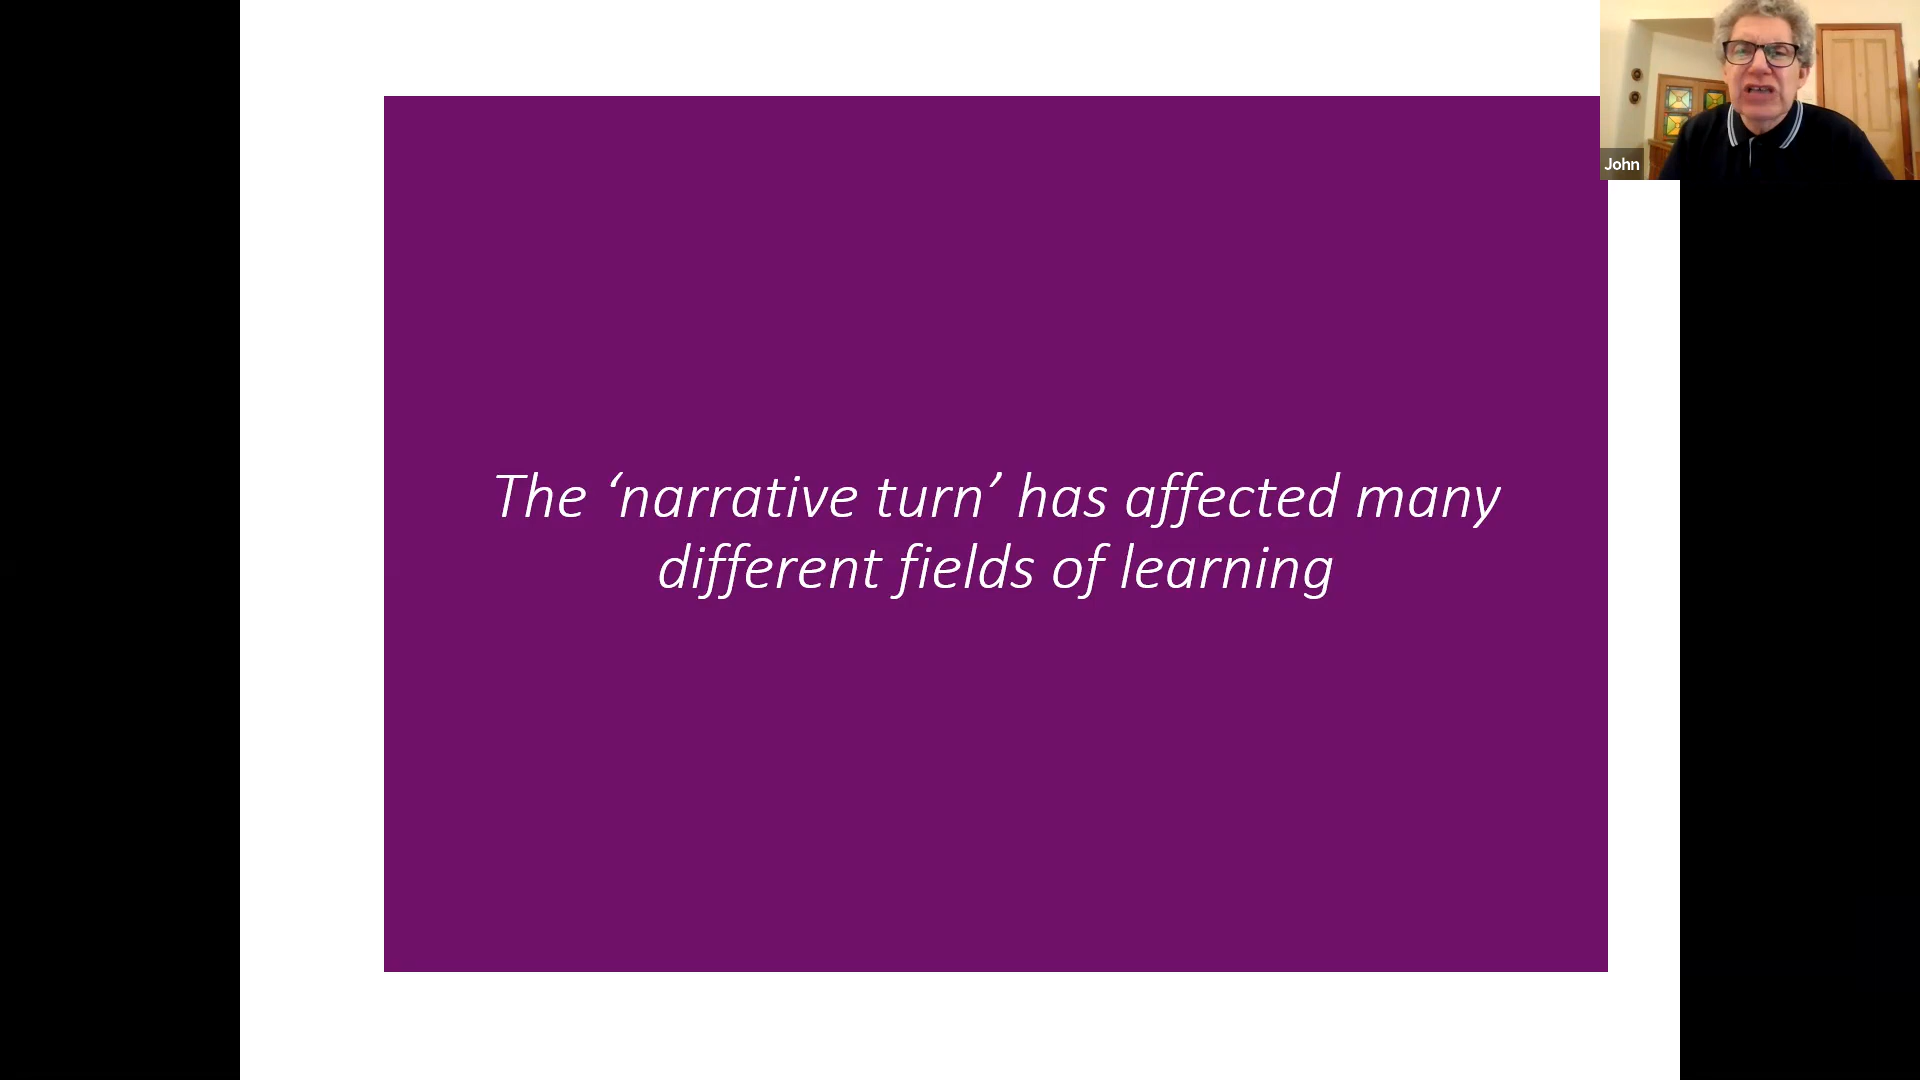 The ‘narrative turn’ has affected many
different fields of learning
John